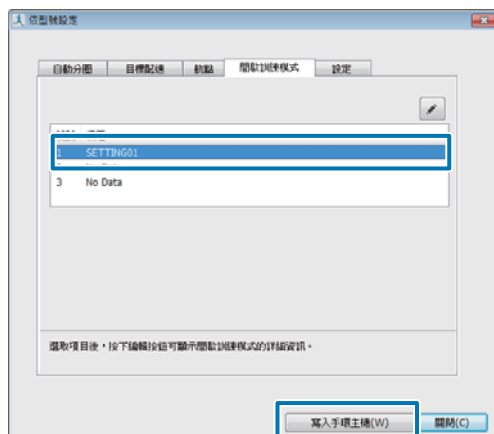 依型號設定
自動分圈 目標配速 航點 間歇訓練模式 設定
1 SETTING01
3 No Data
選取項目後，按下編輯按鈕可顯示間歇訓練模式的詳細資訊。
寫入手環主機(W) 關閉(C)